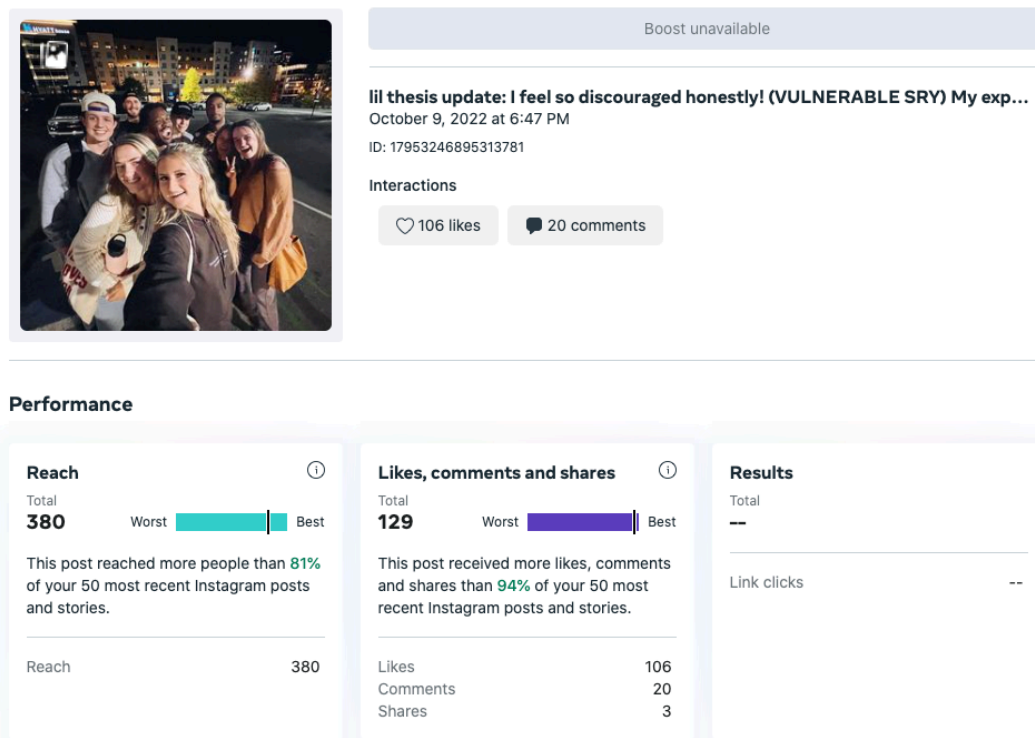 HYATT
Boost unavailable
lil thesis update: I feel so discouraged honestly! (VULNERABLE SRY) My exp...
October 9, 2022 at 6:47 PM
ID: 17953246895313781
Interactions
106 likes
20 comments
Performance
Reach
Total
380
Worst
Best
This post reached more people than 81%
of your 50 most recent Instagram posts
and stories.
Reach 380
Likes, comments and shares
Total
129
Worst
Best
This post received more likes, comments
and shares than 94% of your 50 most
recent Instagram posts and stories.
Likes 106
Comments 20
Shares 3
Results
Total
--
Link clicks --